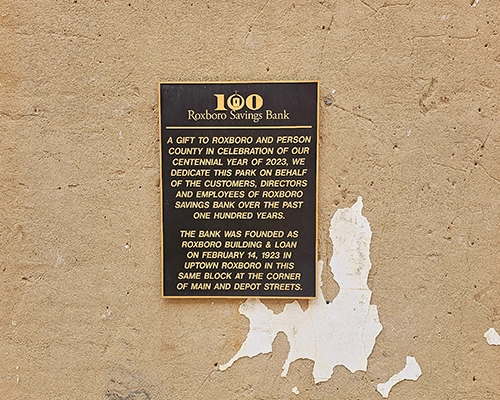 100
Roxboro Savings Bank
A GIFT TO ROXBORO AND PERSON
COUNTY IN CELEBRATION OF OUR
CENTENNIAL YEAR OF 2023, WE
DEDICATE THIS PARK ON BEHALF
OF THE CUSTOMERS, DIRECTORS
AND EMPLOYEES OF ROXBORO
SAVINGS BANK OVER THE PAST
ONE HUNDRED YEARS.
THE BANK WAS FOUNDED AS
ROXBORO BUILDING & LOAN
ON FEBRUARY 14, 1923 IN
UPTOWN ROXBORO IN THIS
SAME BLOCK AT THE CORNER
OF MAIN AND DEPOT STREETS.